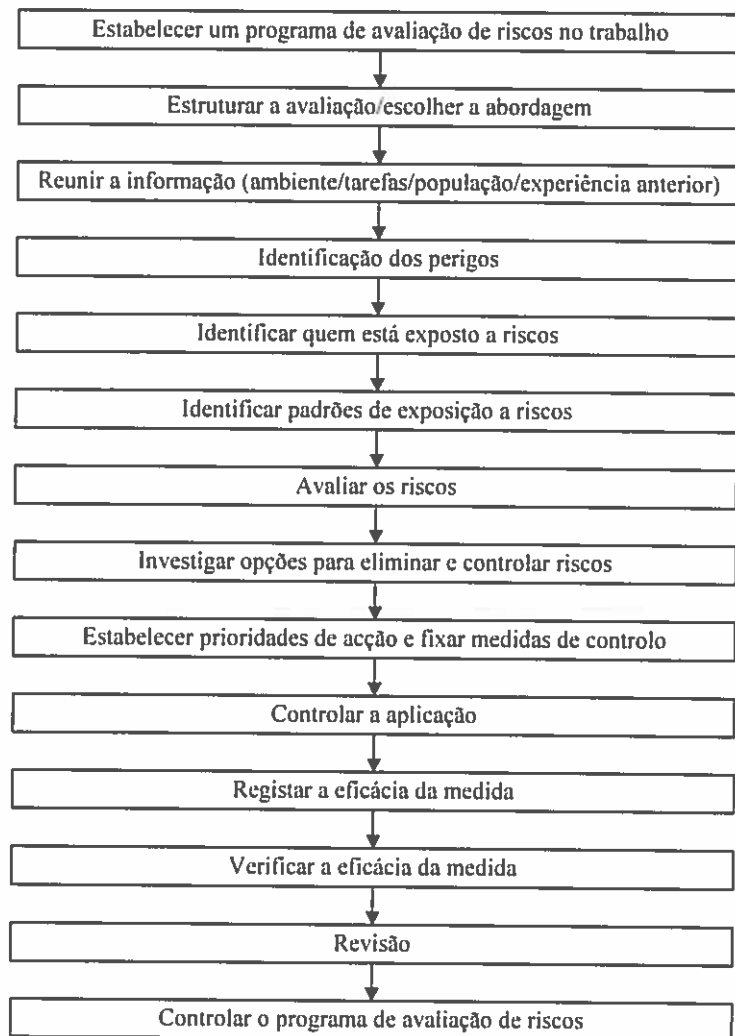 Estabelecer um programa de avaliação de riscos no trabalho
Estruturar a avaliação/escolher a abordagem
Reunir a informação (ambiente/tarefas/população/experiência anterior)
Identificação dos perigos
Identificar quem está exposto a riscos
Identificar padrões de exposição a riscos
Avaliar os riscos
Investigar opções para eliminar e controlar riscos
Estabelecer prioridades de acção e fixar medidas de controlo
Controlar a aplicação
Registar a eficácia da medida
Verificar a eficácia da medida
Revisão
Controlar o programa de avaliação de riscos